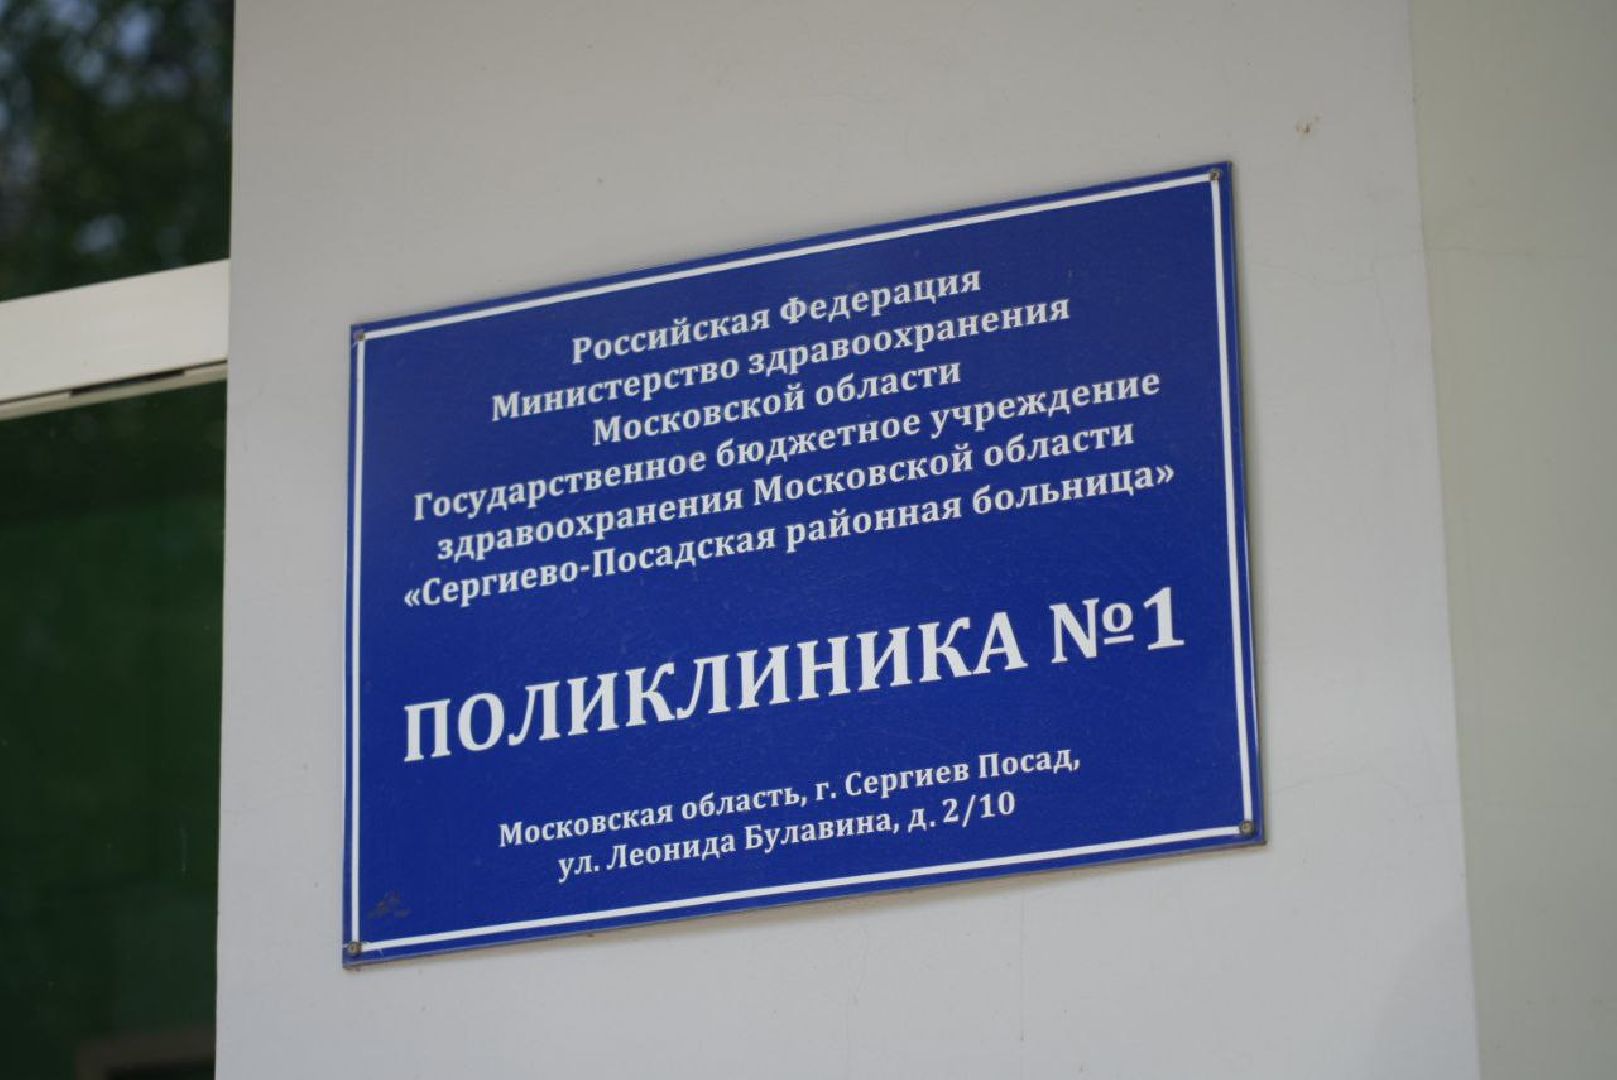 Российская Федерация
Министерство здравоохранения
Московской области
Государственное бюджетное учреждение
здравоохранения Московской области
«Сергиево-Посадская районная больница»
ПОЛИКЛИНИКА №1
Московская область, г. Сергиев Посад,
ул. Леонида Булавина, д. 2/10